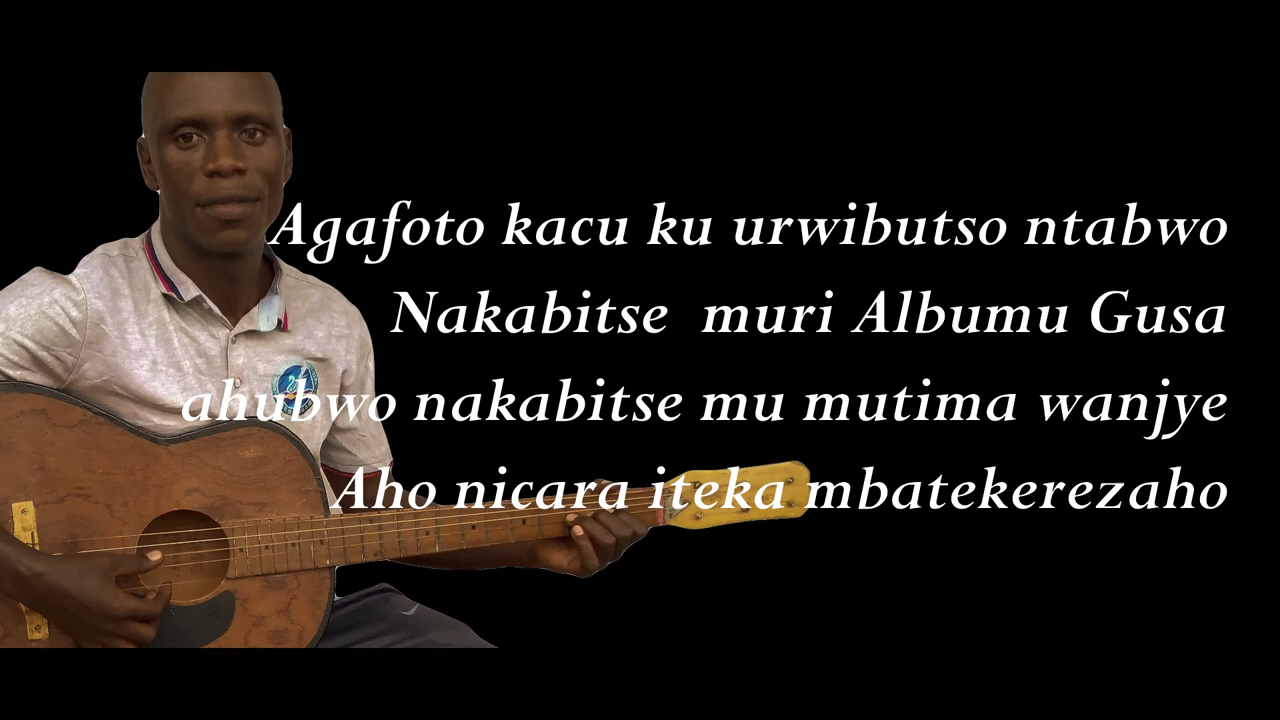 Agafoto kacu ku urwibutso ntabwo
Nakabitse muri Albumu Gusa
ahubwo nakabitse mu mutima wanjye
Aho nicara iteka mbatekerezaho